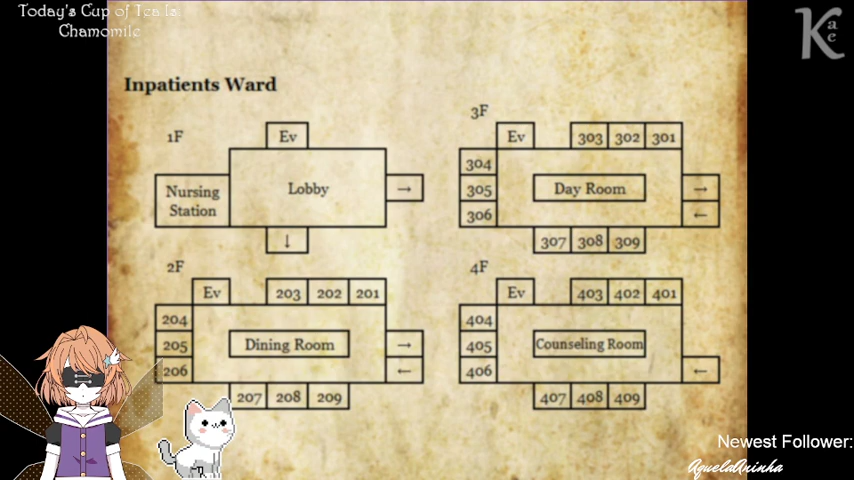 Today's Cup of Tea is:
Chamomile
Kae
Inpatients Ward
1F
Ev
Nursing
Station
Lobby
→
↓
3F
Ev
303 302 301
304
305
306
Day Room
→
←
307 308 309
2F
Ev
203 202 201
204
205
206
Dining Room
→
←
207 208 209
4F
Ev
403 402 401
404
405
406
Counseling Room
←
407 408 409
Newest Follower:
AquelaAninha